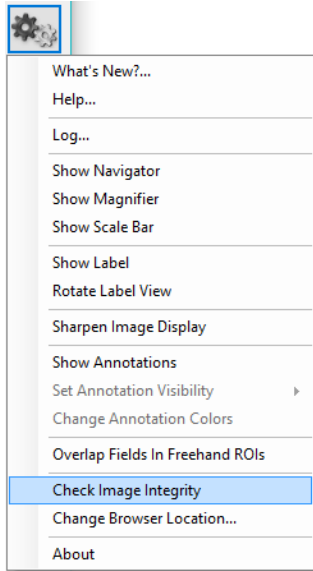 What's New?...
Help...
Log...
Show Navigator
Show Magnifier
Show Scale Bar
Show Label
Rotate Label View
Sharpen Image Display
Show Annotations
Set Annotation Visibility
Change Annotation Colors
Overlap Fields In Freehand ROIs
Check Image Integrity
Change Browser Location...
About